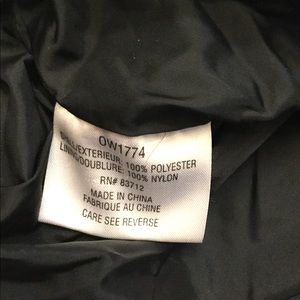 OW1774
SHELL/EXTERIEUR: 100% POLYESTER
LINING/DOUBLURE: 100% NYLON
RN# 83712
MADE IN CHINA
FABRIQUE AU CHINE
CARE SEE REVERSE